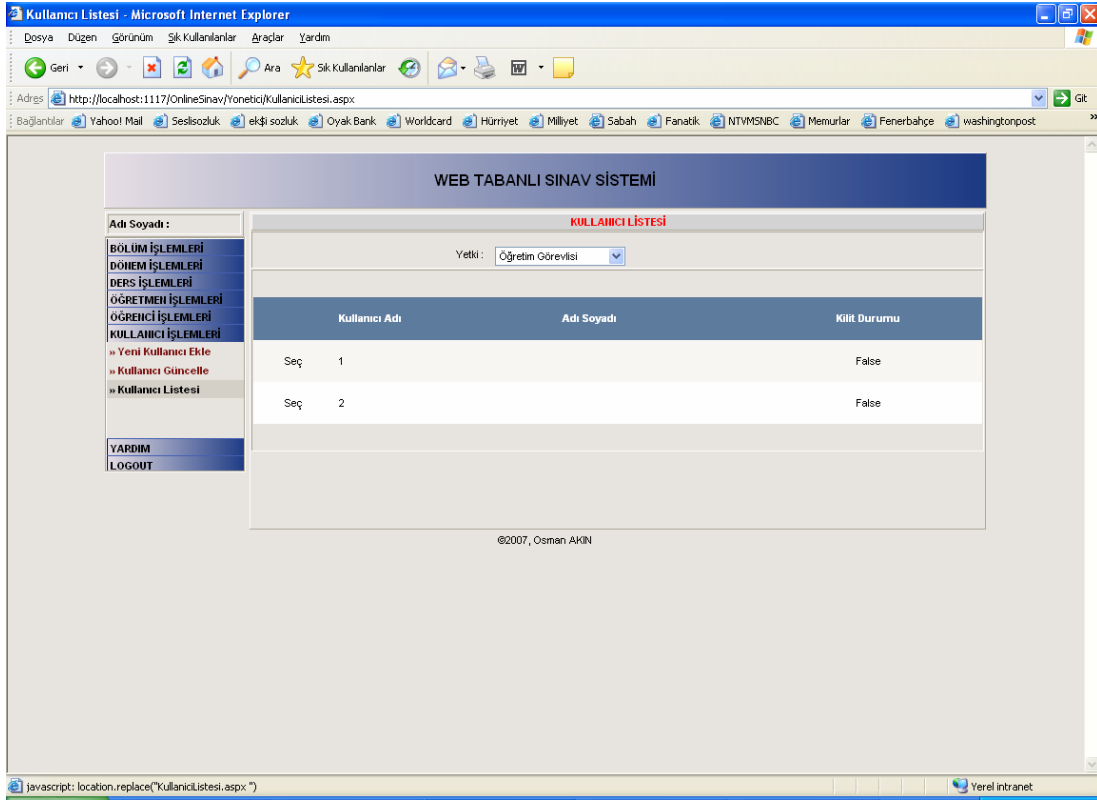 Kullanıcı Listesi - Microsoft Internet Explorer
Dosya Düzen Görünüm Sık Kullanılanlar Araçlar Yardım
Geri Ara Sık Kullanılanlar
Adres http://localhost:1117/OnlineSinav/Yonetici/KullaniciListesi.aspx Git
Bağlantılar Yahoo! Mail Seslisozluk ek$i sozluk Oyak Bank Worldcard Hürriyet Milliyet Sabah Fanatik NTVMSNBC Memurlar Fenerbahçe washingtonpost »
WEB TABANLI SINAV SİSTEMİ
Adı Soyadı :
BÖLÜM İŞLEMLERİ
DÖNEM İŞLEMLERİ
DERS İŞLEMLERİ
ÖĞRETMEN İŞLEMLERİ
ÖĞRENCİ İŞLEMLERİ
KULLANICI İŞLEMLERİ
» Yeni Kullanıcı Ekle
» Kullanıcı Güncelle
» Kullanıcı Listesi
YARDIM
LOGOUT
KULLANICI LİSTESİ
Yetki : Öğretim Görevlisi
Kullanıcı Adı Adı Soyadı Kilit Durumu
Seç 1 False
Seç 2 False
©2007, Osman AKIN
javascript: location.replace("KullaniciListesi.aspx ") Yerel intranet